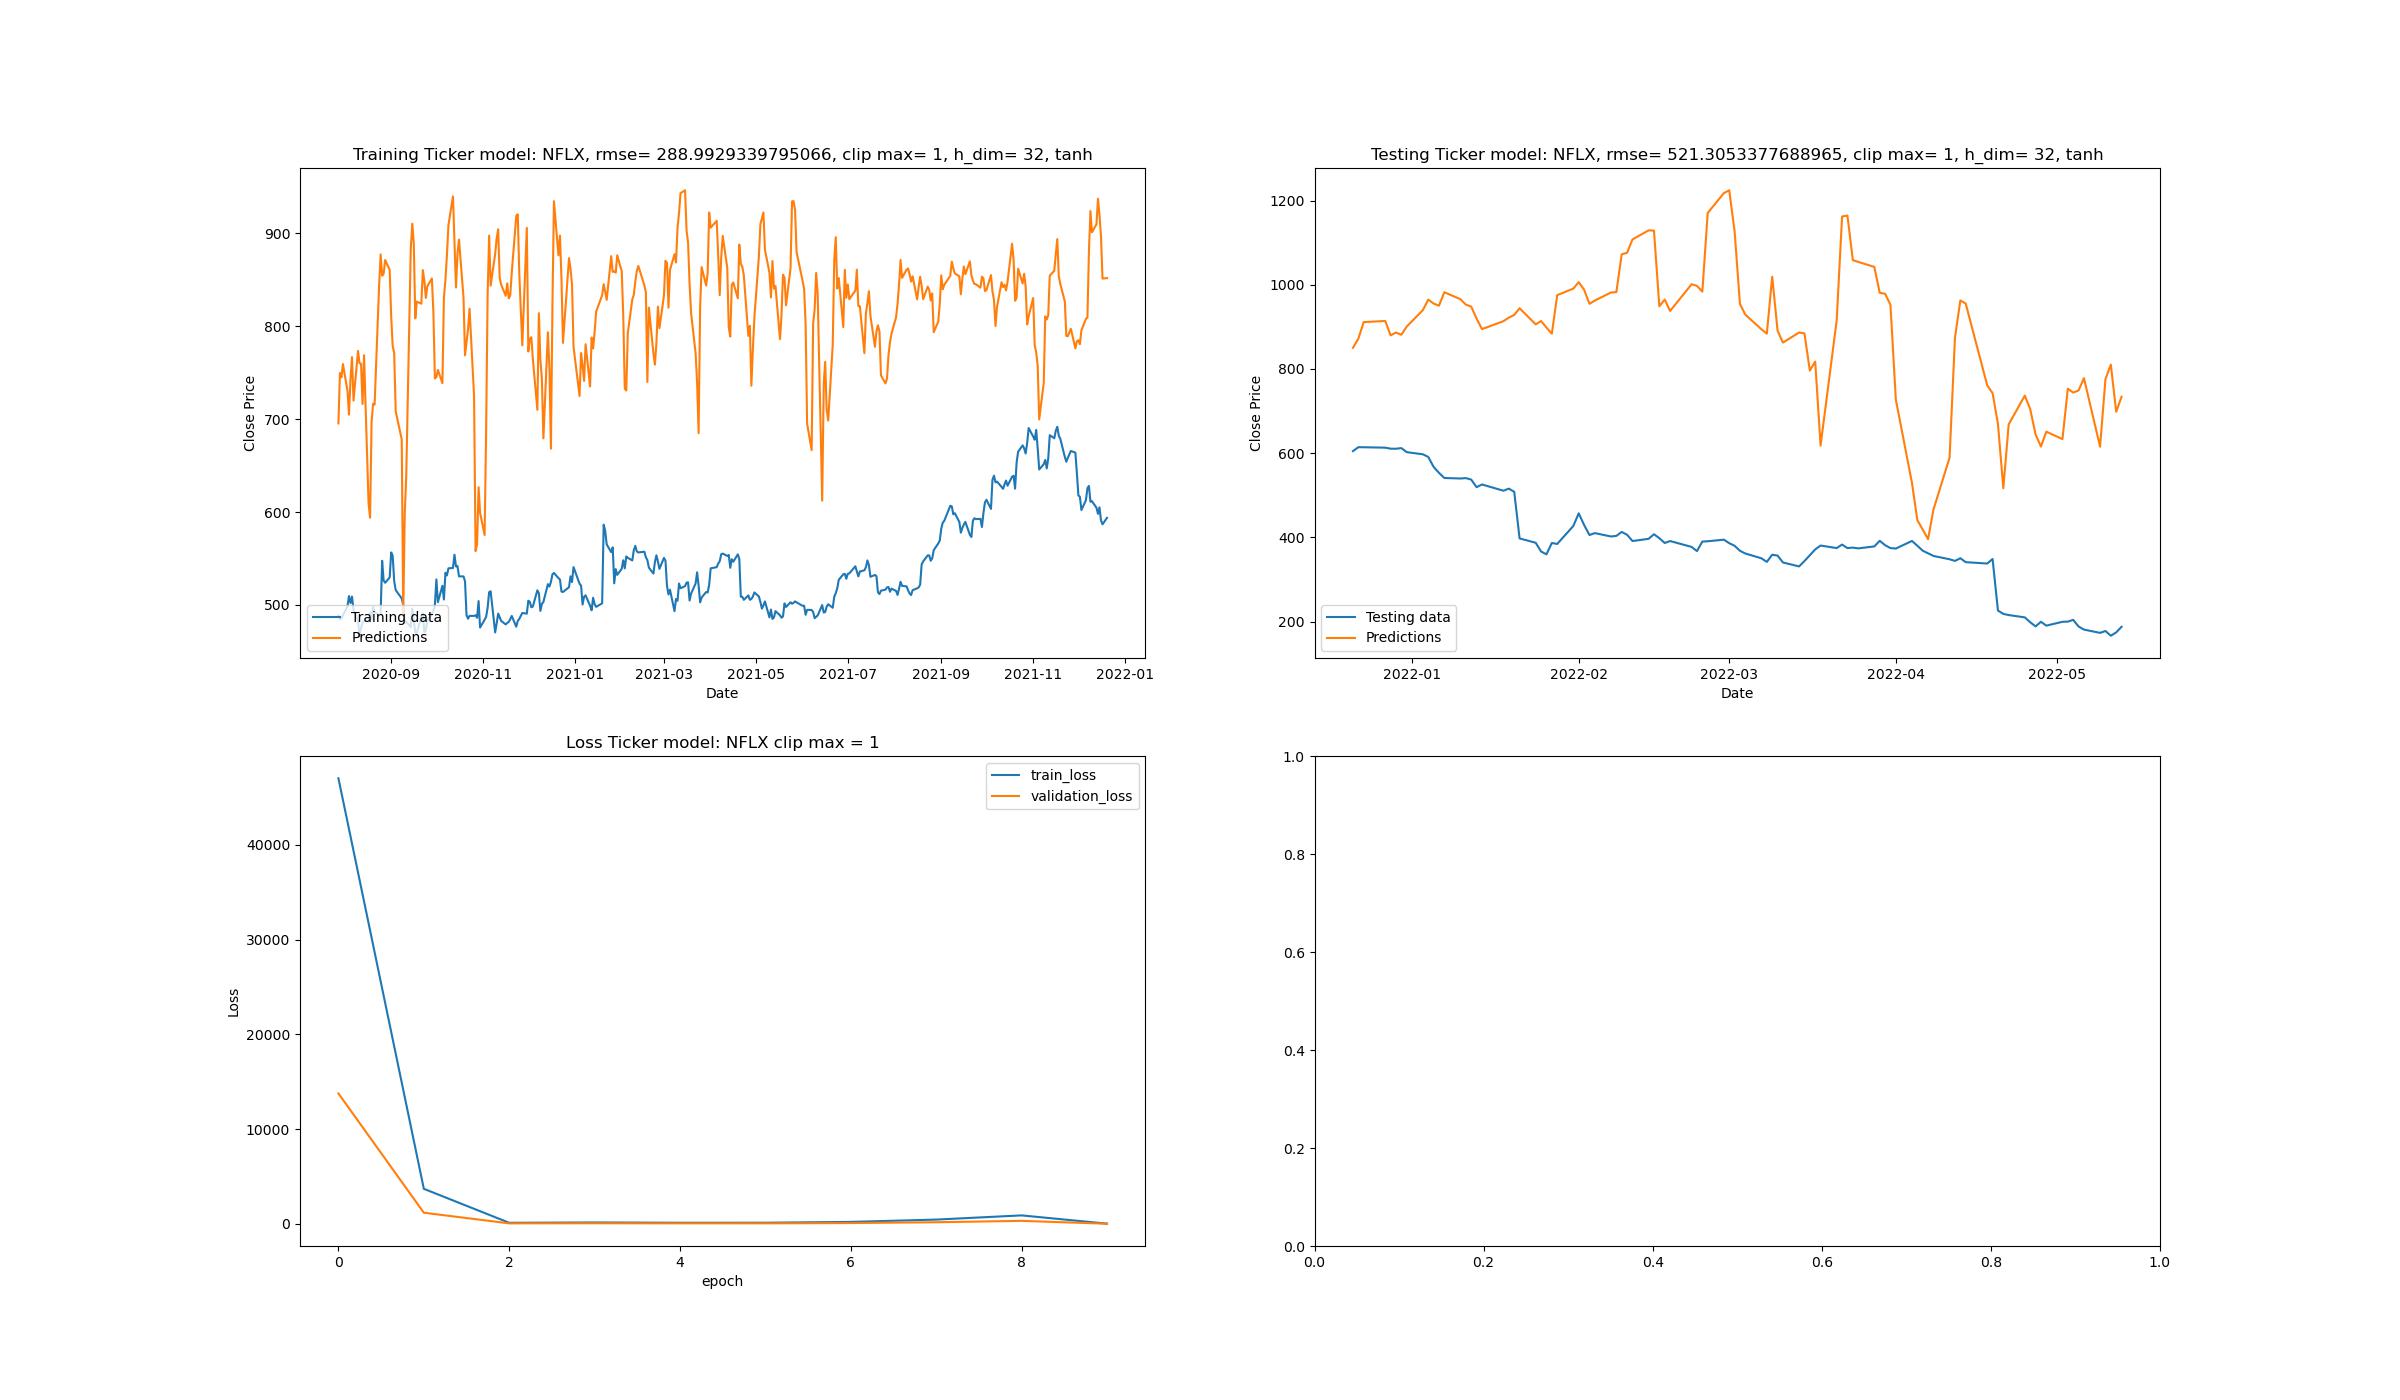 Training Ticker model: NFLX, rmse= 288.9929339795066, clip max= 1, h_dim= 32, tanh
900
800
700
600
500
Close Price
Training data
Predictions
2020-09 2020-11 2021-01 2021-03 2021-05 2021-07 2021-09 2021-11 2022-01
Date
Testing Ticker model: NFLX, rmse= 521.3053377688965, clip max= 1, h_dim= 32, tanh
1200
1000
800
600
400
200
Close Price
Testing data
Predictions
2022-01 2022-02 2022-03 2022-04 2022-05
Date
Loss Ticker model: NFLX clip max = 1
train_loss
validation_loss
40000
30000
20000
10000
0
Loss
0 2 4 6 8
epoch
1.0
0.8
0.6
0.4
0.2
0.0
0.0 0.2 0.4 0.6 0.8 1.0